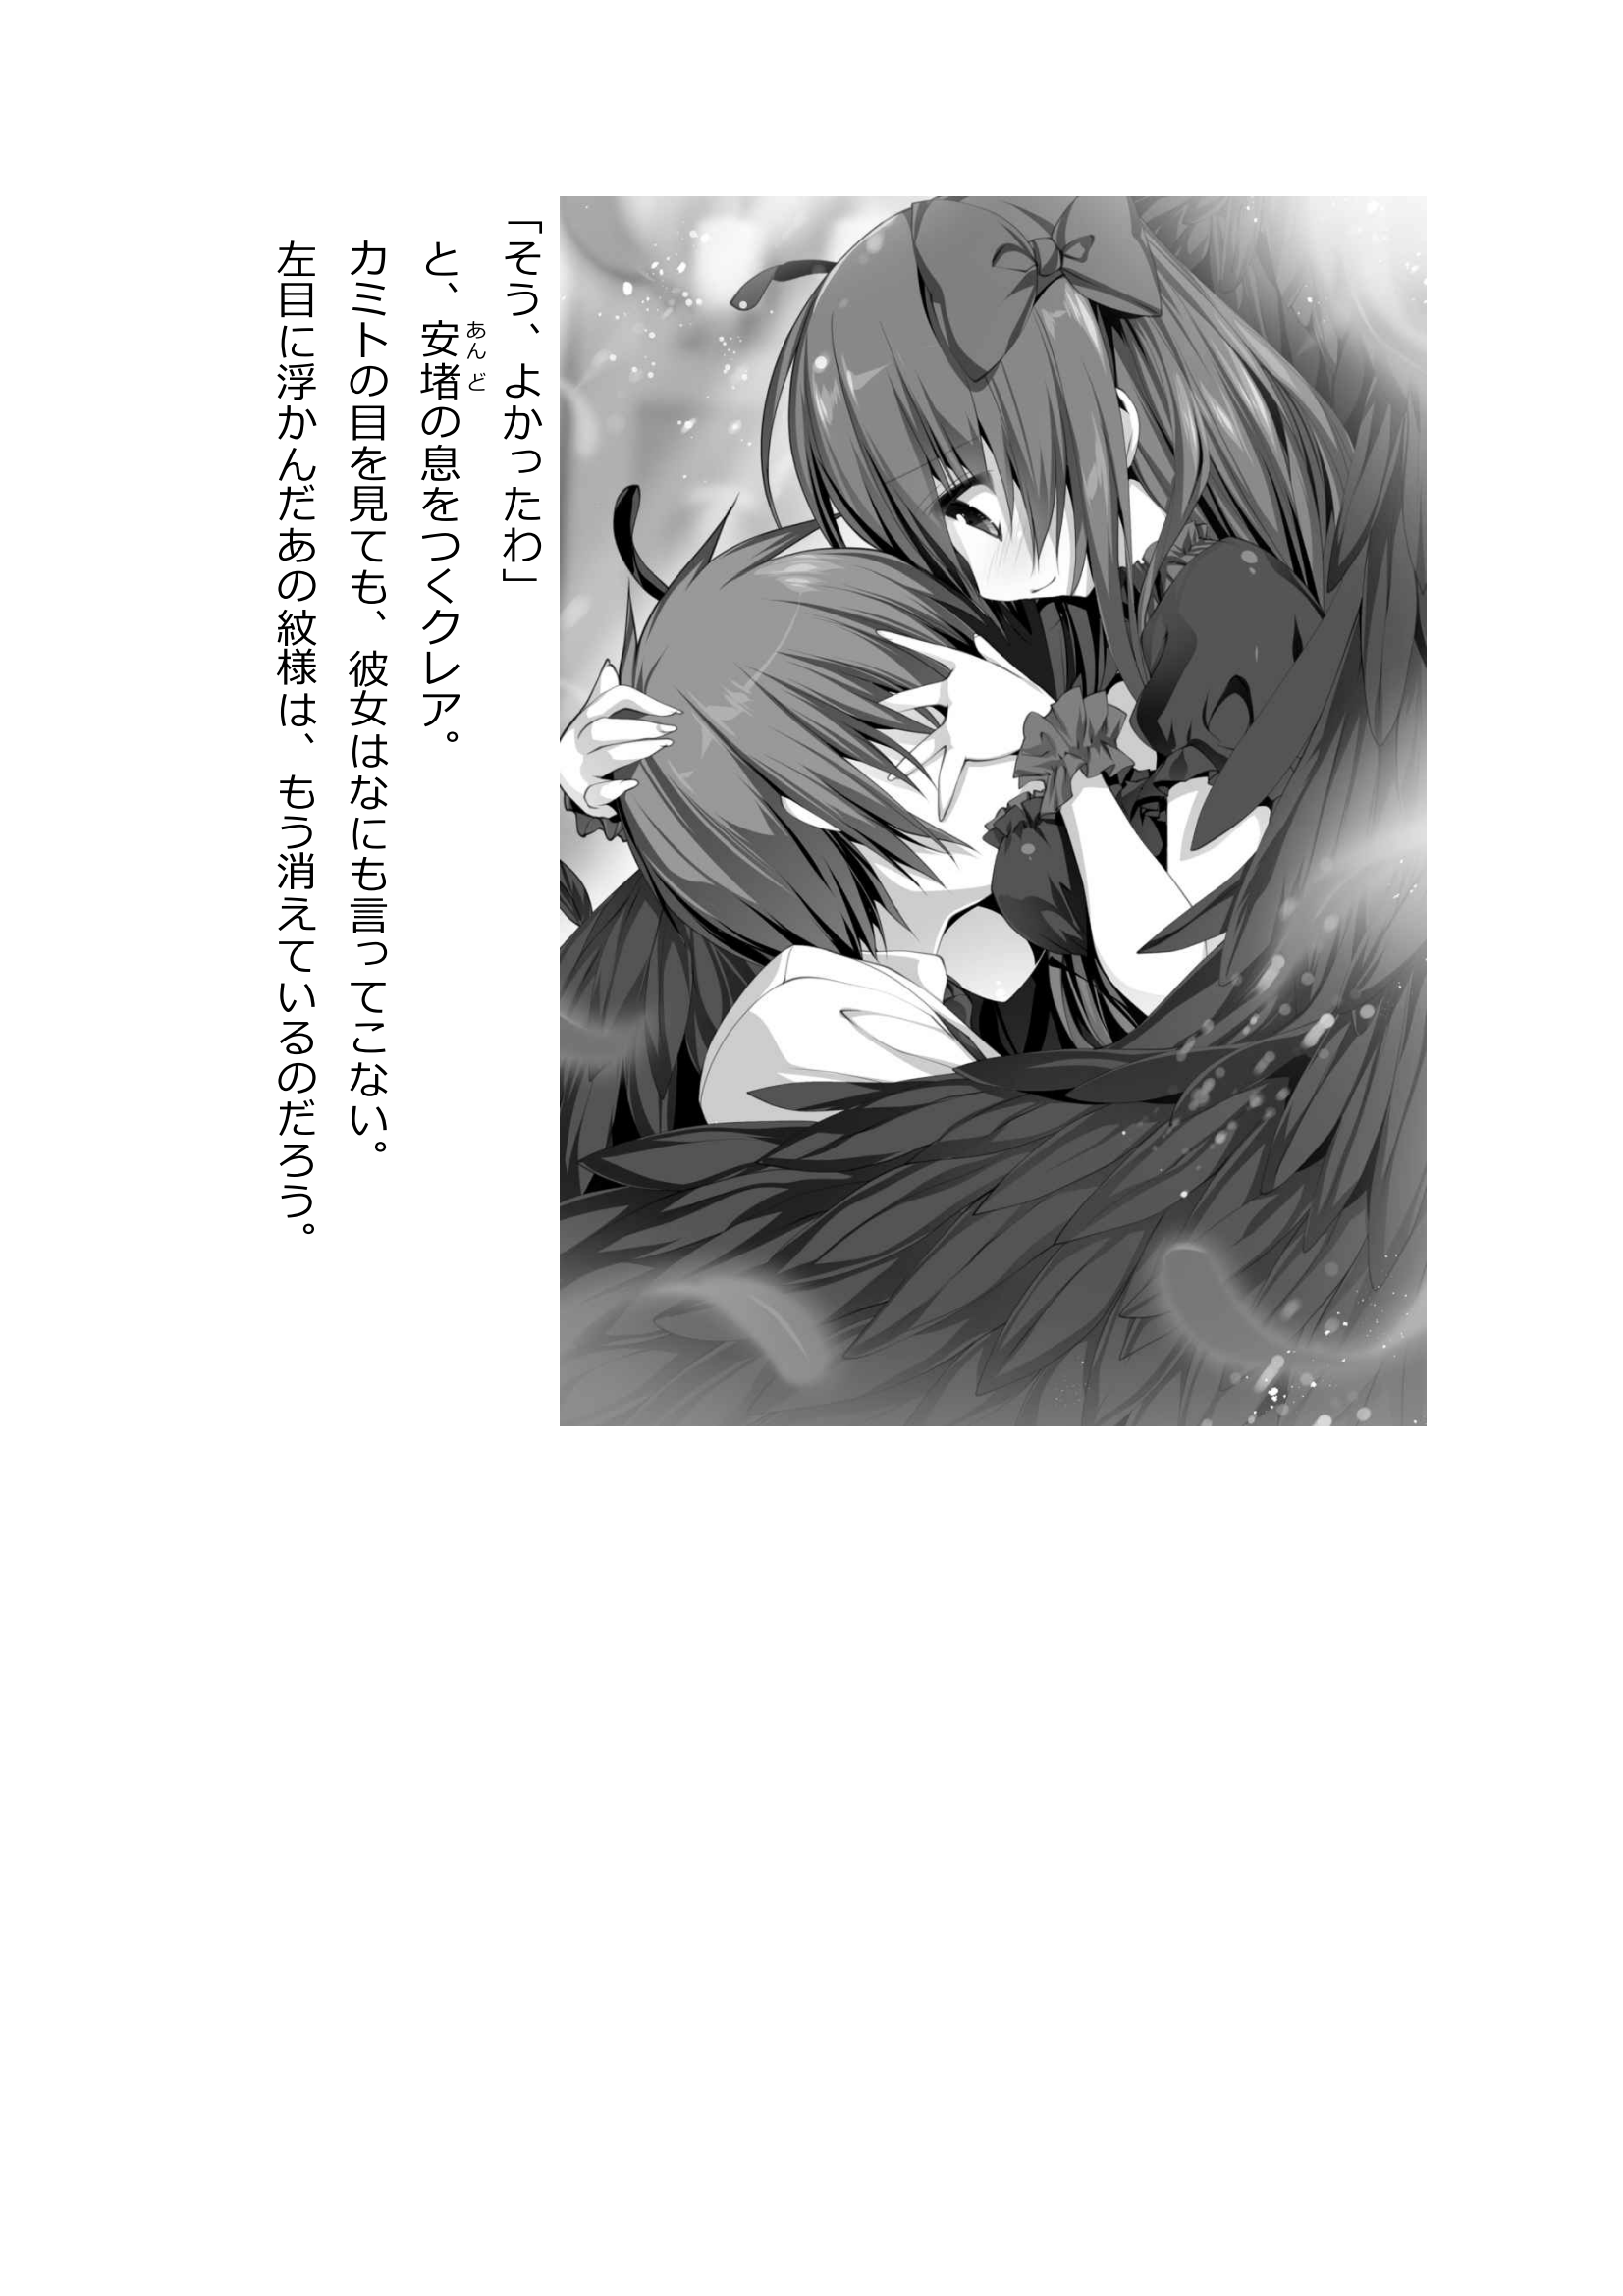 「そう、よかったわ」
と、安堵の息をつくクレア。
あんど
カミトの目を見ても、彼女はなにも言ってこない。
左目に浮かんだあの紋様は、もう消えているのだろう。